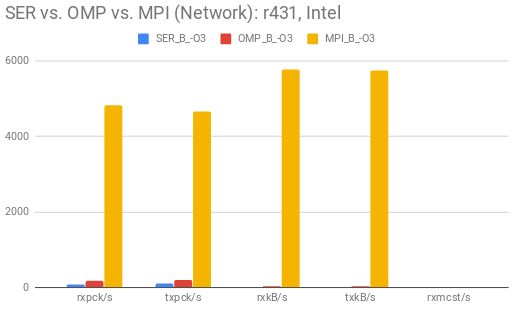 SER vs. OMP vs. MPI (Network): r431, Intel
SER_B_-O3 OMP_B_-O3 MPI_B_-O3
6000
4000
2000
0
rxpck/s txpck/s rxkB/s txkB/s rxmcst/s